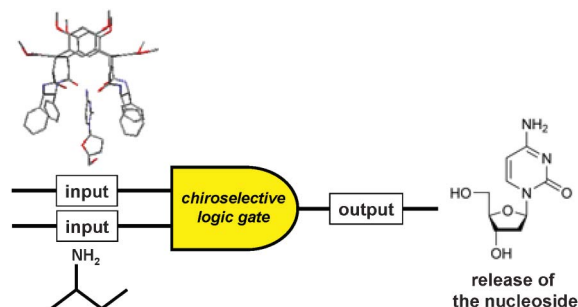 input
input
chiroselective
logic gate
output
NH₂
NH₂
N
N
O
HO
O
OH
release of
the nucleoside